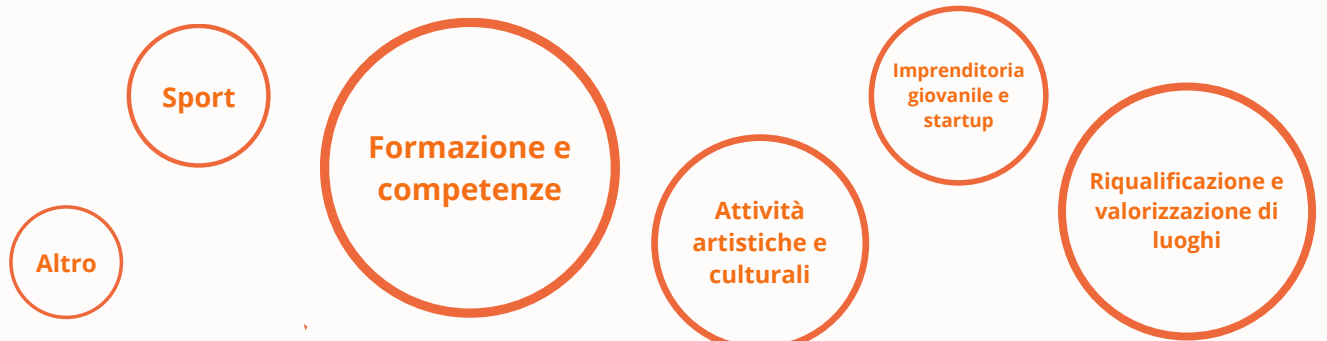 Sport
Altro
Formazione e
competenze
Attività
artistiche e
culturali
Imprenditoria
giovanile e
startup
Riqualificazione e
valorizzazione di
luoghi